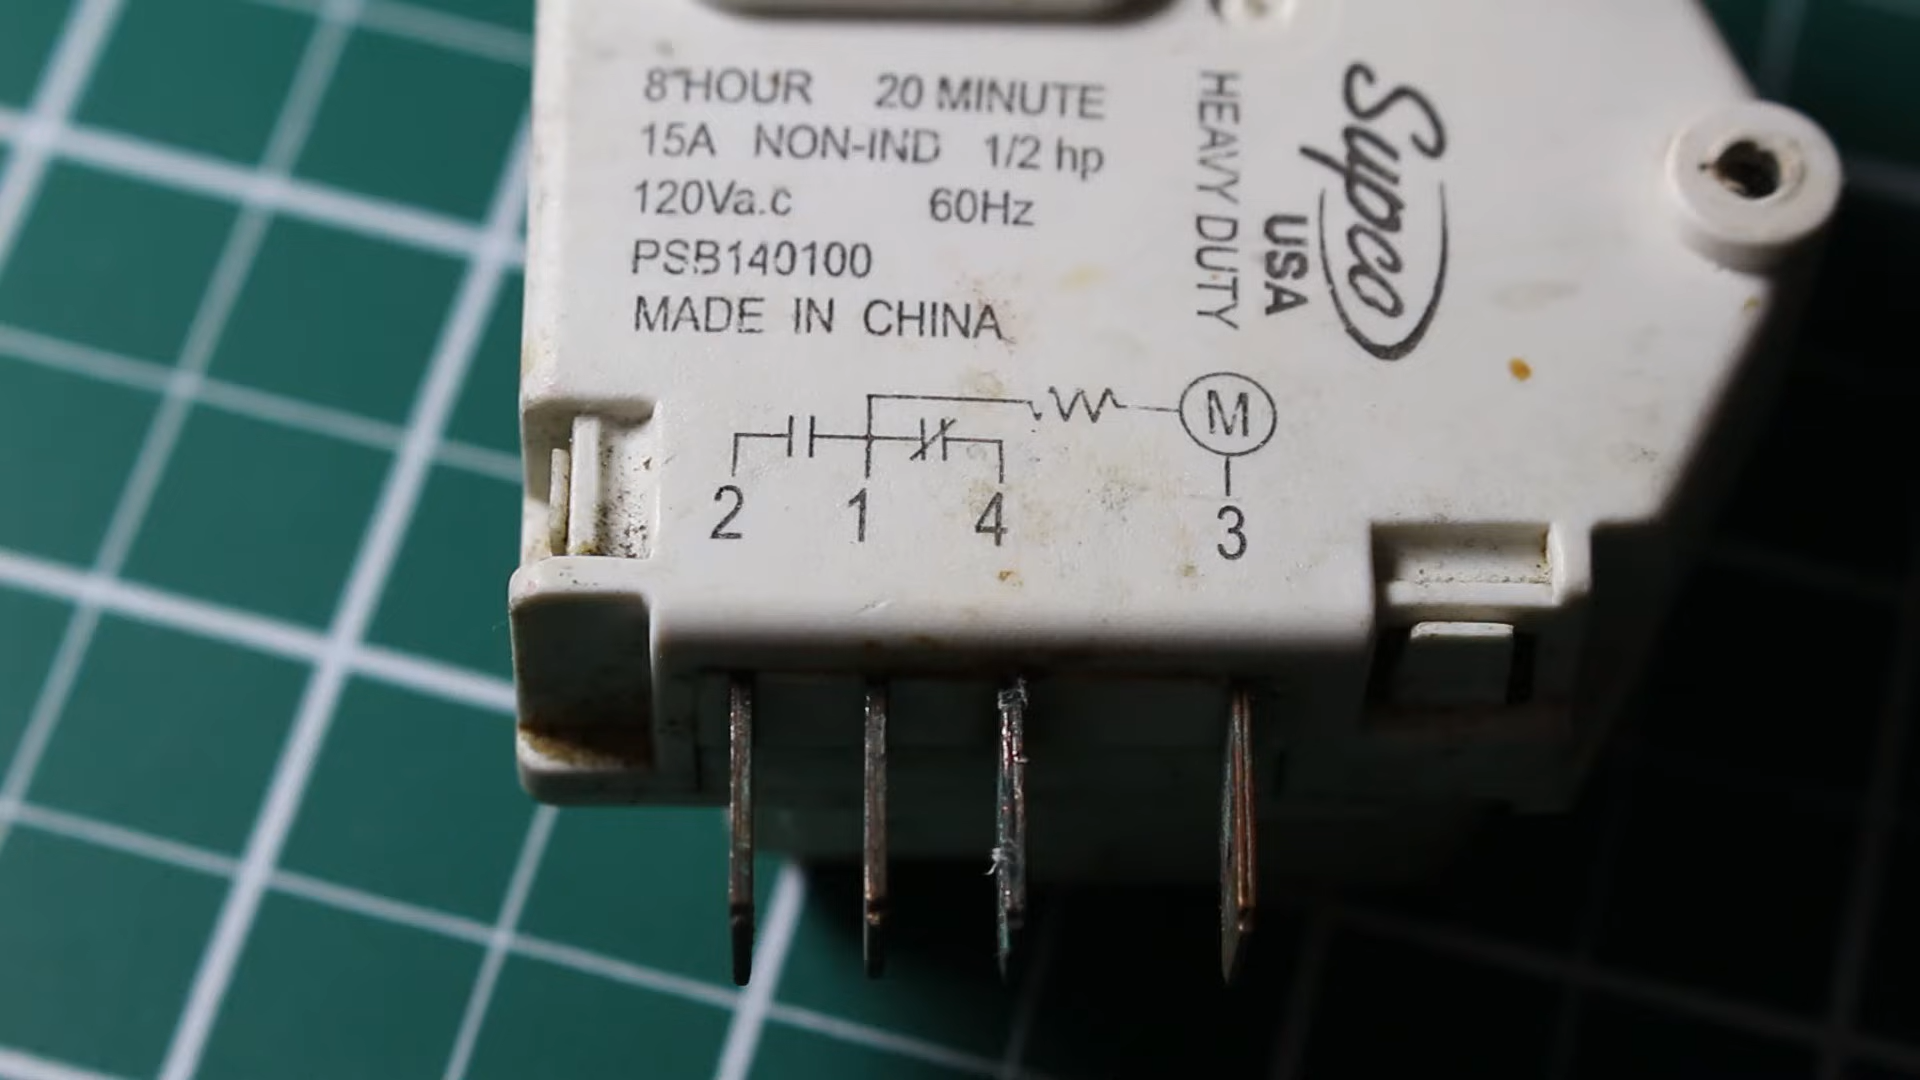 8 HOUR 20 MINUTE
15A NON-IND 1/2 hp
120Va.c 60Hz
PSB140100
MADE IN CHINA
HEAVY DUTY
USA
Supco
M
2 1 4 3